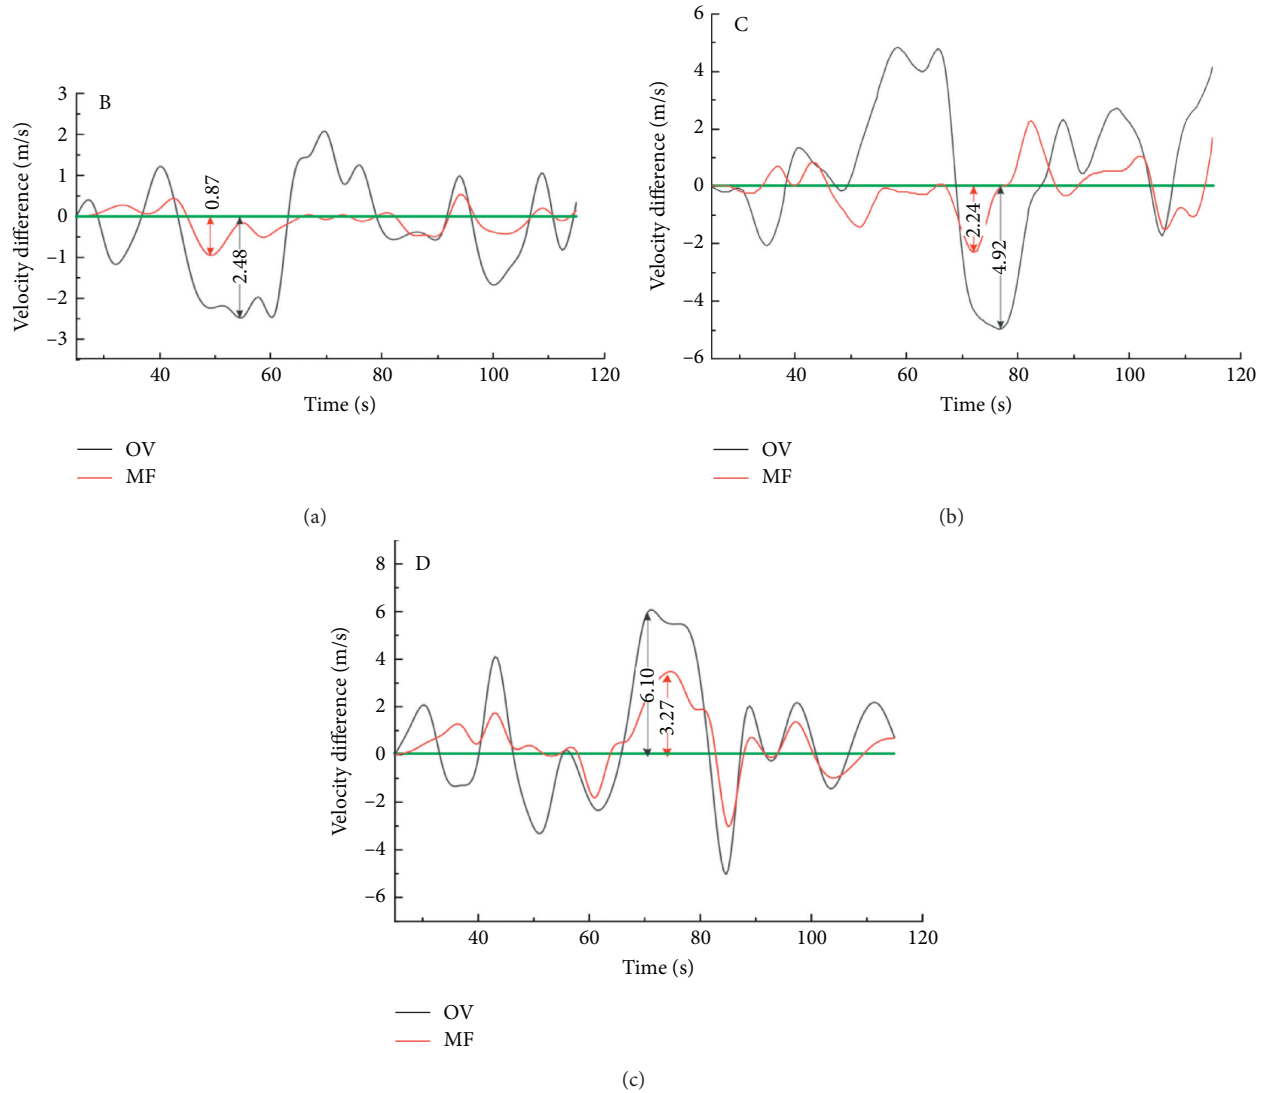 B
Velocity difference (m/s)
3
2
1
0
−1
−2
−3
0.87
2.48
40
60
80
100
120
Time (s)
OV
MF
(a)
C
Velocity difference (m/s)
6
4
2
0
−2
−4
−6
2.24
4.92
40
60
80
100
120
Time (s)
OV
MF
(b)
D
Velocity difference (m/s)
8
6
4
2
0
−2
−4
−6
6.10
3.27
40
60
80
100
120
Time (s)
OV
MF
(c)